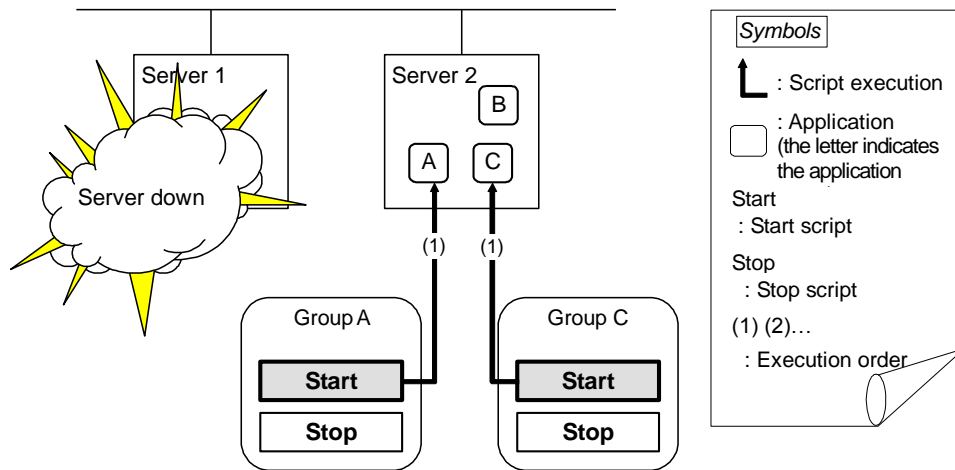 Server 1
Server 2
B
A
C
Server down
(1)
(1)
Group A
Start
Stop
Group C
Start
Stop
Symbols
: Script execution
: Application
(the letter indicates
the application
Start
: Start script
Stop
: Stop script
(1) (2)…
: Execution order